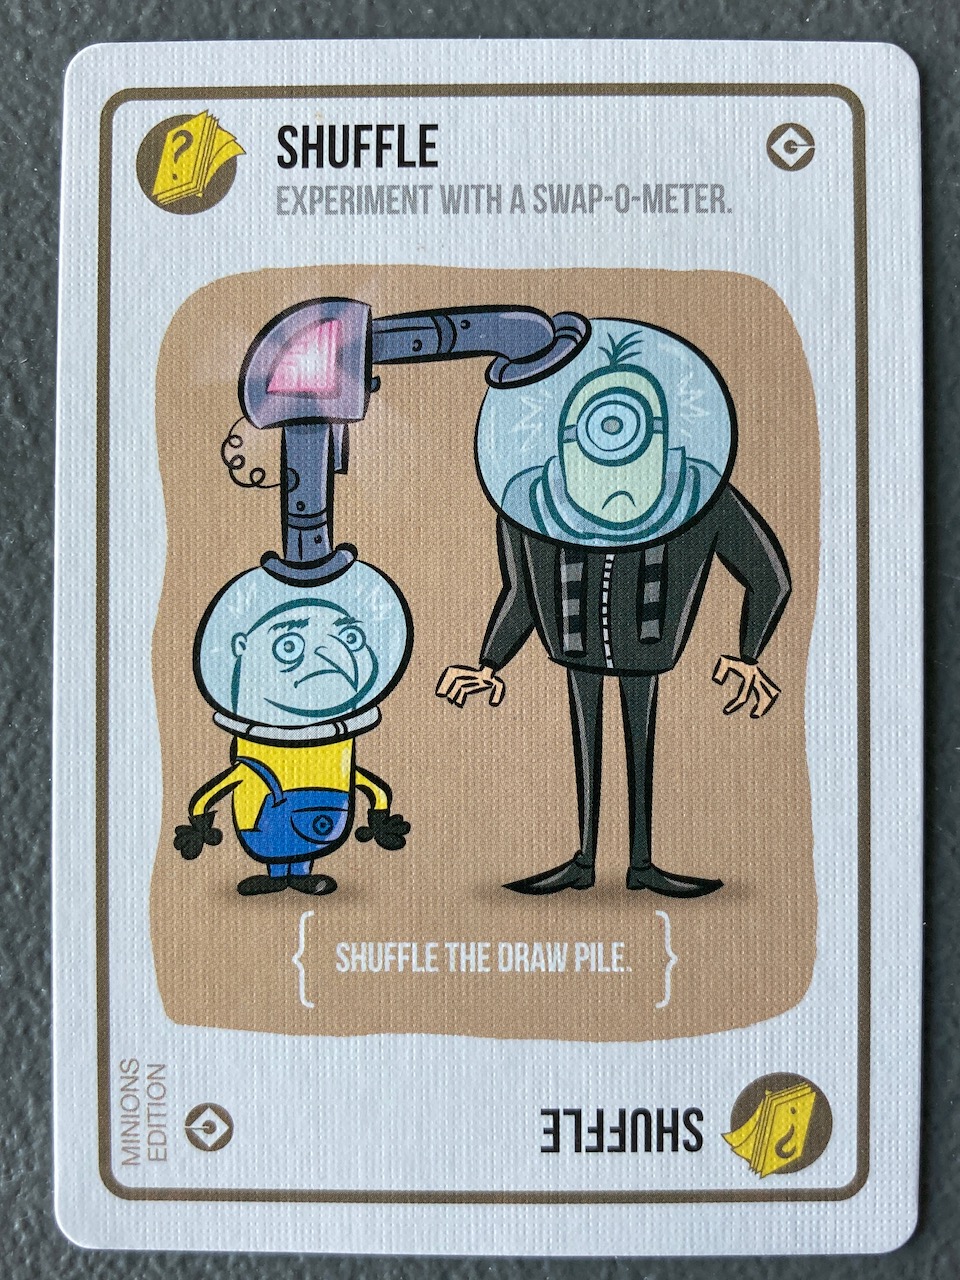 SHUFFLE
EXPERIMENT WITH A SWAP-O-METER.
?
SHUFFLE THE DRAW PILE.
MINIONS
EDITION
SHUFFLE
?